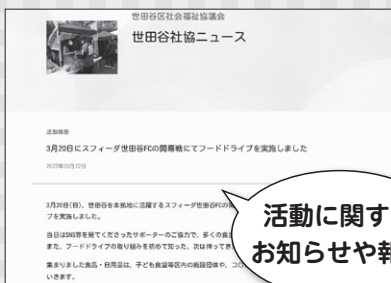 世田谷区社会福祉協議会
世田谷社協ニュース
活動報告
3月20日にスフィーダ世田谷FCの開幕戦にてフードドライブを実施しました
2022年03月22日
3月20日(日)、世田谷を本拠地に活躍するスフィーダ世田谷FCの
ブを実施しました。
当日はSNS等を見てくださったサポーターのご協力で、多くの食
また、フードドライブの取り組みを初めて知った、次は持ってき
集まりました食品・日用品は、子ども食堂等区内の施設団体や、コロ
いきます。
活動に関す
お知らせや報